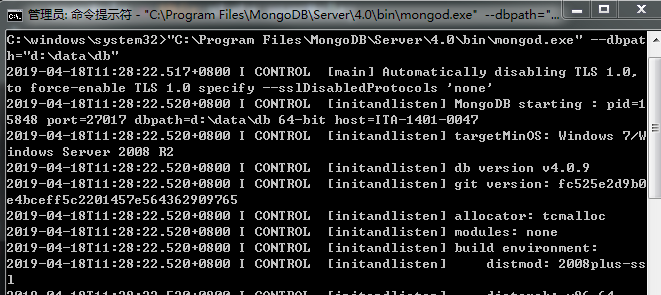 管理员: 命令提示符 - "C:\Program Files\MongoDB\Server\4.0\bin\mongod.exe" --dbpath="...
C:\windows\system32>"C:\Program Files\MongoDB\Server\4.0\bin\mongod.exe" --dbpat
h="d:\data\db"
2019-04-18T11:28:22.517+0800 I CONTROL  [main] Automatically disabling TLS 1.0,
to force-enable TLS 1.0 specify --sslDisabledProtocols 'none'
2019-04-18T11:28:22.520+0800 I CONTROL  [initandlisten] MongoDB starting : pid=1
5848 port=27017 dbpath=d:\data\db 64-bit host=ITA-1401-0047
2019-04-18T11:28:22.520+0800 I CONTROL  [initandlisten] targetMinOS: Windows 7/W
indows Server 2008 R2
2019-04-18T11:28:22.520+0800 I CONTROL  [initandlisten] db version v4.0.9
2019-04-18T11:28:22.520+0800 I CONTROL  [initandlisten] git version: fc525e2d9b0
e4bceff5c2201457e564362909765
2019-04-18T11:28:22.520+0800 I CONTROL  [initandlisten] allocator: tcmalloc
2019-04-18T11:28:22.520+0800 I CONTROL  [initandlisten] modules: none
2019-04-18T11:28:22.520+0800 I CONTROL  [initandlisten] build environment:
2019-04-18T11:28:22.520+0800 I CONTROL  [initandlisten]     distmod: 2008plus-ss
l